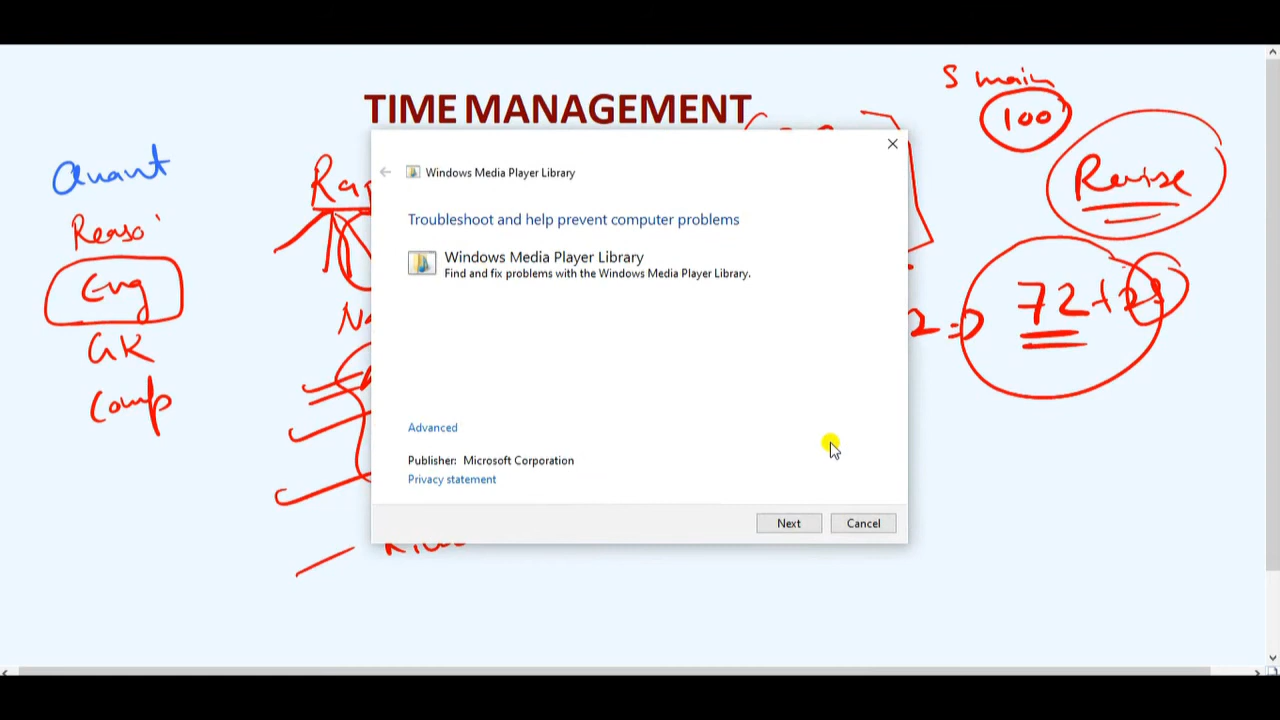 TIME MANAGEMENT
S main
100
Revise
Quant
Reaso
Eng
GK
Comp
72 +
Windows Media Player Library
Troubleshoot and help prevent computer problems
Windows Media Player Library
Find and fix problems with the Windows Media Player Library.
Advanced
Publisher: Microsoft Corporation
Privacy statement
Next Cancel